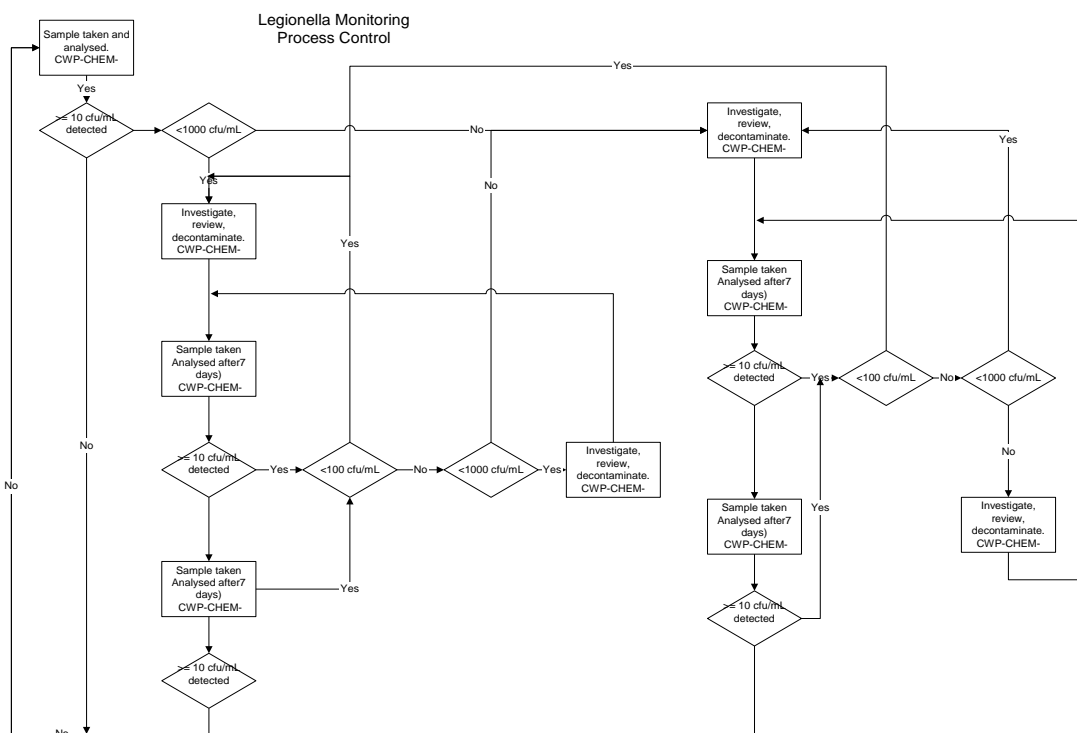 Legionella Monitoring
Process Control
Sample taken and
analysed.
CWP-CHEM-
Yes
>= 10 cfu/mL
detected
<1000 cfu/mL
No
Yes
Investigate,
review,
decontaminate.
CWP-CHEM-
Sample taken
Analysed after7
days)
CWP-CHEM-
>= 10 cfu/mL
detected
Yes
<100 cfu/mL
No
<1000 cfu/mL
Yes
Investigate,
review,
decontaminate.
CWP-CHEM-
Yes
No
Sample taken
Analysed after7
days)
CWP-CHEM-
Yes
>= 10 cfu/mL
detected
No
No
No
Yes
Investigate,
review,
decontaminate.
CWP-CHEM-
Yes
Sample taken
Analysed after7
days)
CWP-CHEM-
>= 10 cfu/mL
detected
Yes
<100 cfu/mL
No
<1000 cfu/mL
No
Investigate,
review,
decontaminate.
CWP-CHEM-
Sample taken
Analysed after7
days)
CWP-CHEM-
Yes
>= 10 cfu/mL
detected